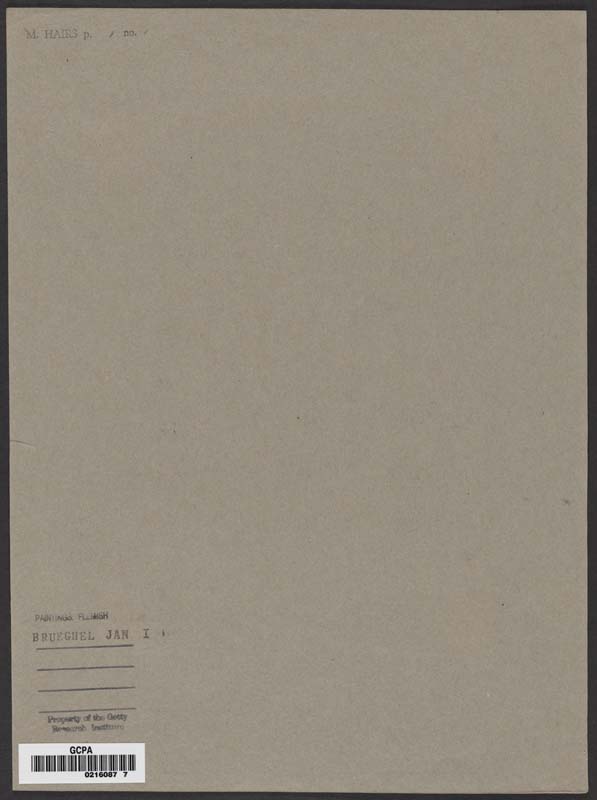 M. HAIRS p. / no. /
PAINTINGS FLEMISH
BRUEGHEL JAN I
Property of the Getty
Research Institute
GCPA
0216087 7